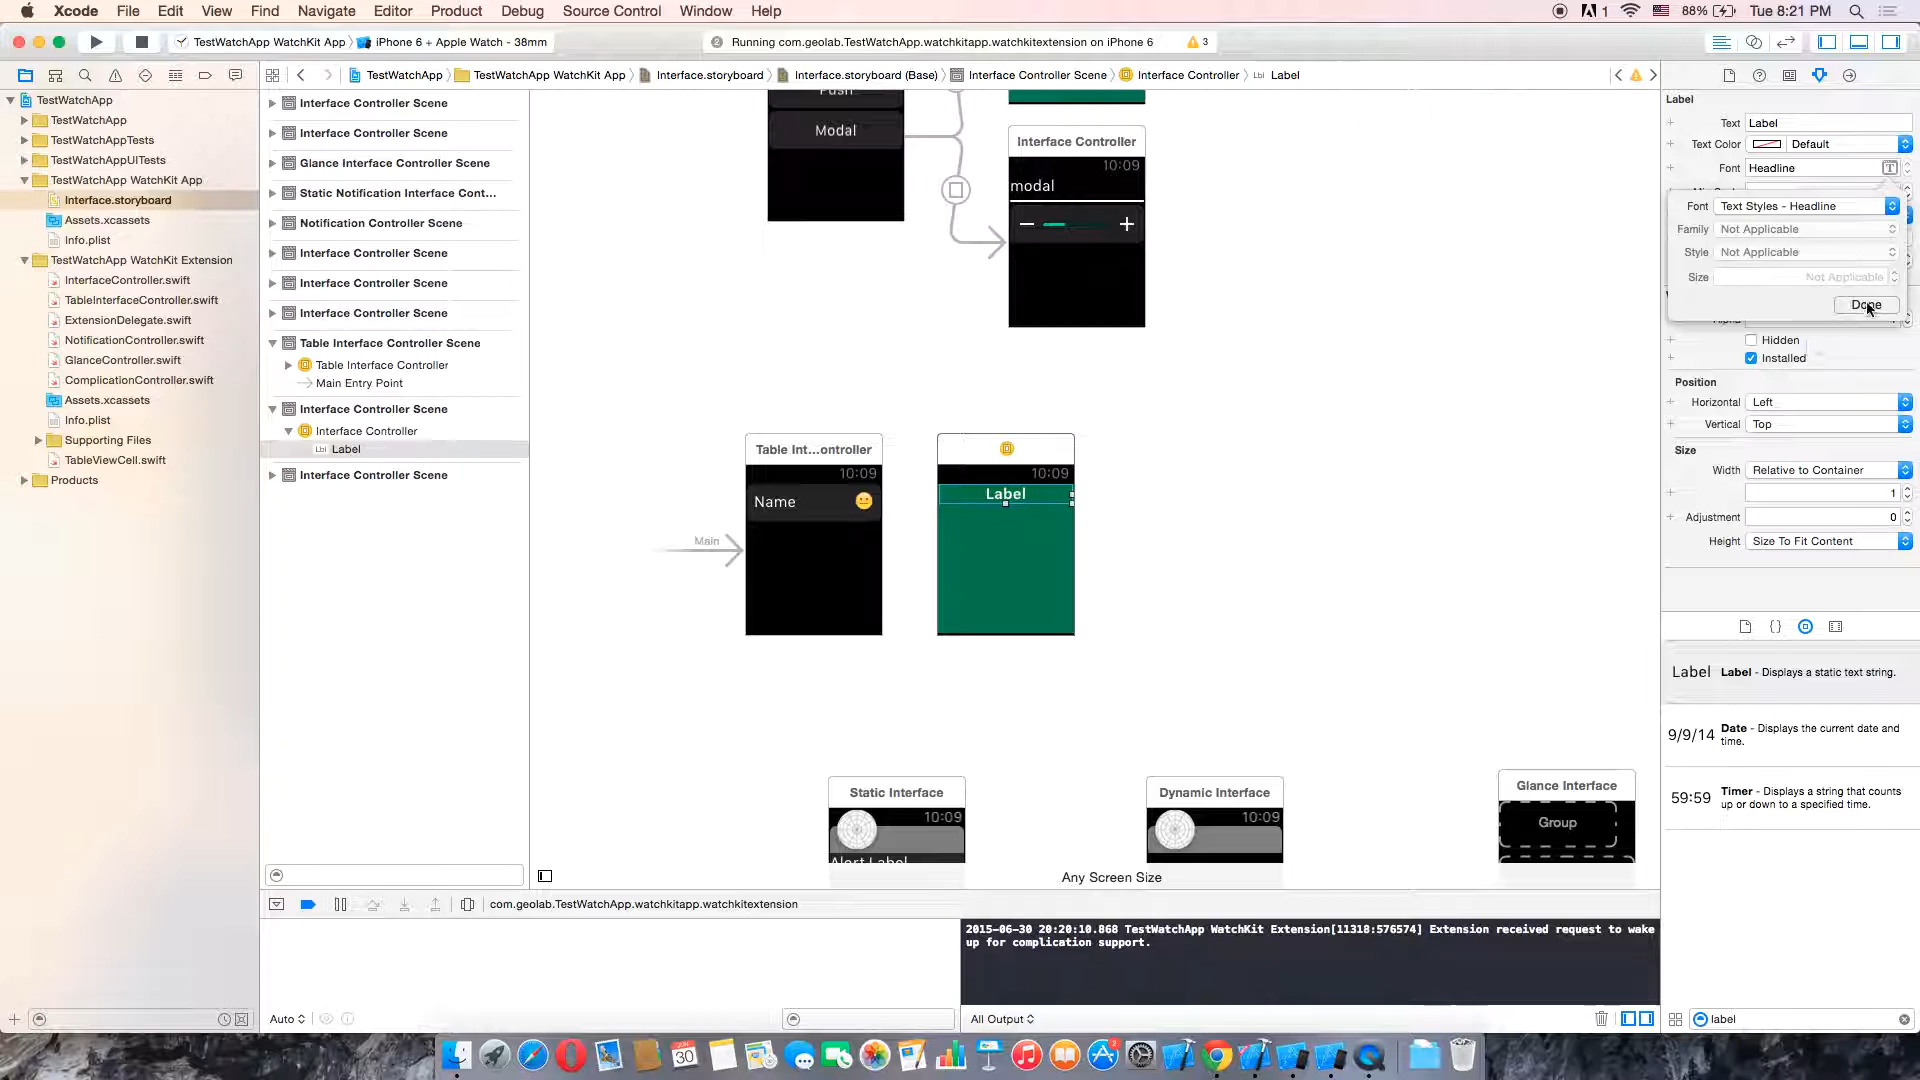 Xcode File Edit View Find Navigate Editor Product Debug Source Control Window Help
1 88% Tue 8:21 PM
TestWatchApp WatchKit App iPhone 6 + Apple Watch - 38mm
2 Running com.geolab.TestWatchApp.watchkitapp.watchkitextension on iPhone 6 3
TestWatchApp TestWatchApp WatchKit App Interface.storyboard Interface.storyboard (Base) Interface Controller Scene Interface Controller Lbl Label
TestWatchApp
TestWatchApp
TestWatchAppTests
TestWatchAppUITests
TestWatchApp WatchKit App
Interface.storyboard
Assets.xcassets
Info.plist
TestWatchApp WatchKit Extension
InterfaceController.swift
TableInterfaceController.swift
ExtensionDelegate.swift
NotificationController.swift
GlanceController.swift
ComplicationController.swift
Assets.xcassets
Info.plist
Supporting Files
TableViewCell.swift
Products
Interface Controller Scene
Interface Controller Scene
Glance Interface Controller Scene
Static Notification Interface Cont...
Notification Controller Scene
Interface Controller Scene
Interface Controller Scene
Interface Controller Scene
Table Interface Controller Scene
Table Interface Controller
Main Entry Point
Interface Controller Scene
Interface Controller
Lbl Label
Interface Controller Scene
Push
Modal
Interface Controller
10:09
modal
Table Int...ontroller
10:09
Name
Main
10:09
Label
Static Interface
10:09
Alert Label
Dynamic Interface
10:09
Glance Interface
Group
Any Screen Size
com.geolab.TestWatchApp.watchkitapp.watchkitextension
2015-06-30 20:20:10.868 TestWatchApp WatchKit Extension[11318:576574] Extension received request to wake
up for complication support.
Auto
All Output
Label
Text Label
Text Color Default
Font Headline
Font Text Styles - Headline
Family Not Applicable
Style Not Applicable
Size Not Applicable
Done
Hidden
Installed
Position
Horizontal Left
Vertical Top
Size
Width Relative to Container
1
Adjustment 0
Height Size To Fit Content
Label Label - Displays a static text string.
9/9/14 Date - Displays the current date and
time.
59:59 Timer - Displays a string that counts
up or down to a specified time.
label
JUN
30
2